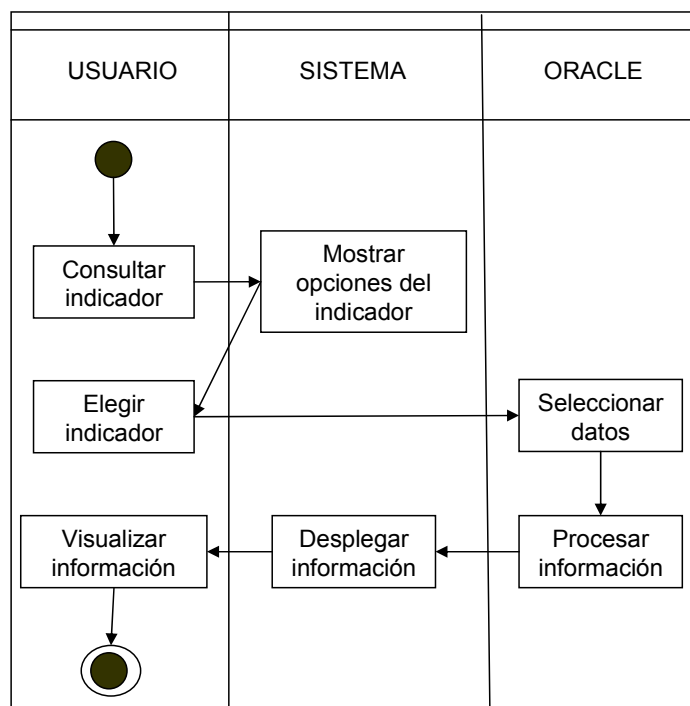 USUARIO
SISTEMA
ORACLE
Consultar
indicador
Mostrar
opciones del
indicador
Elegir
indicador
Seleccionar
datos
Visualizar
información
Desplegar
información
Procesar
información